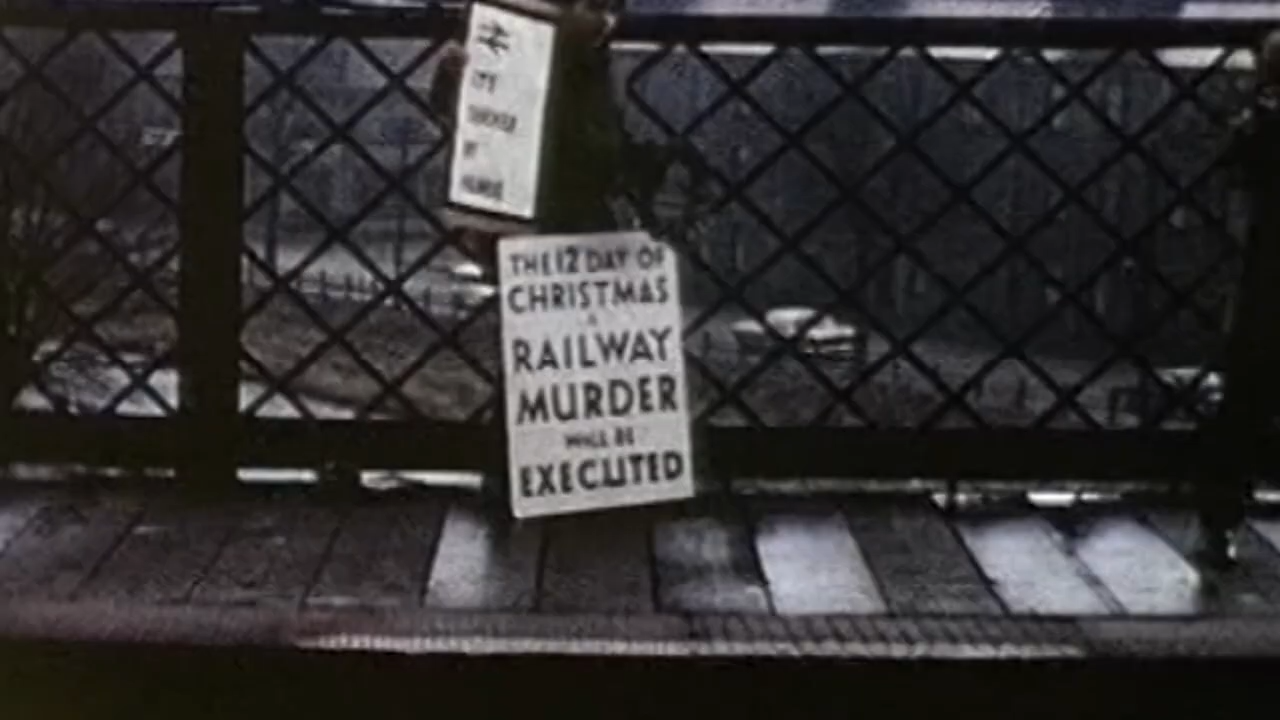 THE 12 DAY OF
CHRISTMAS
A
RAILWAY
MURDER
WILL BE
EXECUTED